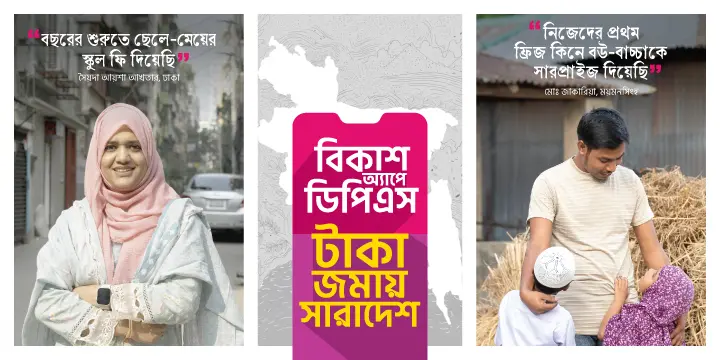 “বছরের শুরুতে ছেলে-মেয়ের
স্কুল ফি দিয়েছি”
সৈয়দা আয়শা আখতার, ঢাকা
বিকাশ
অ্যাপে
ডিপিএস
টাকা
জমায়
সারাদেশ
“নিজেদের প্রথম
ফ্রিজ কিনে বউ-বাচ্চাকে
সারপ্রাইজ দিয়েছি”
মোঃ জাকারিয়া, ময়মনসিংহ